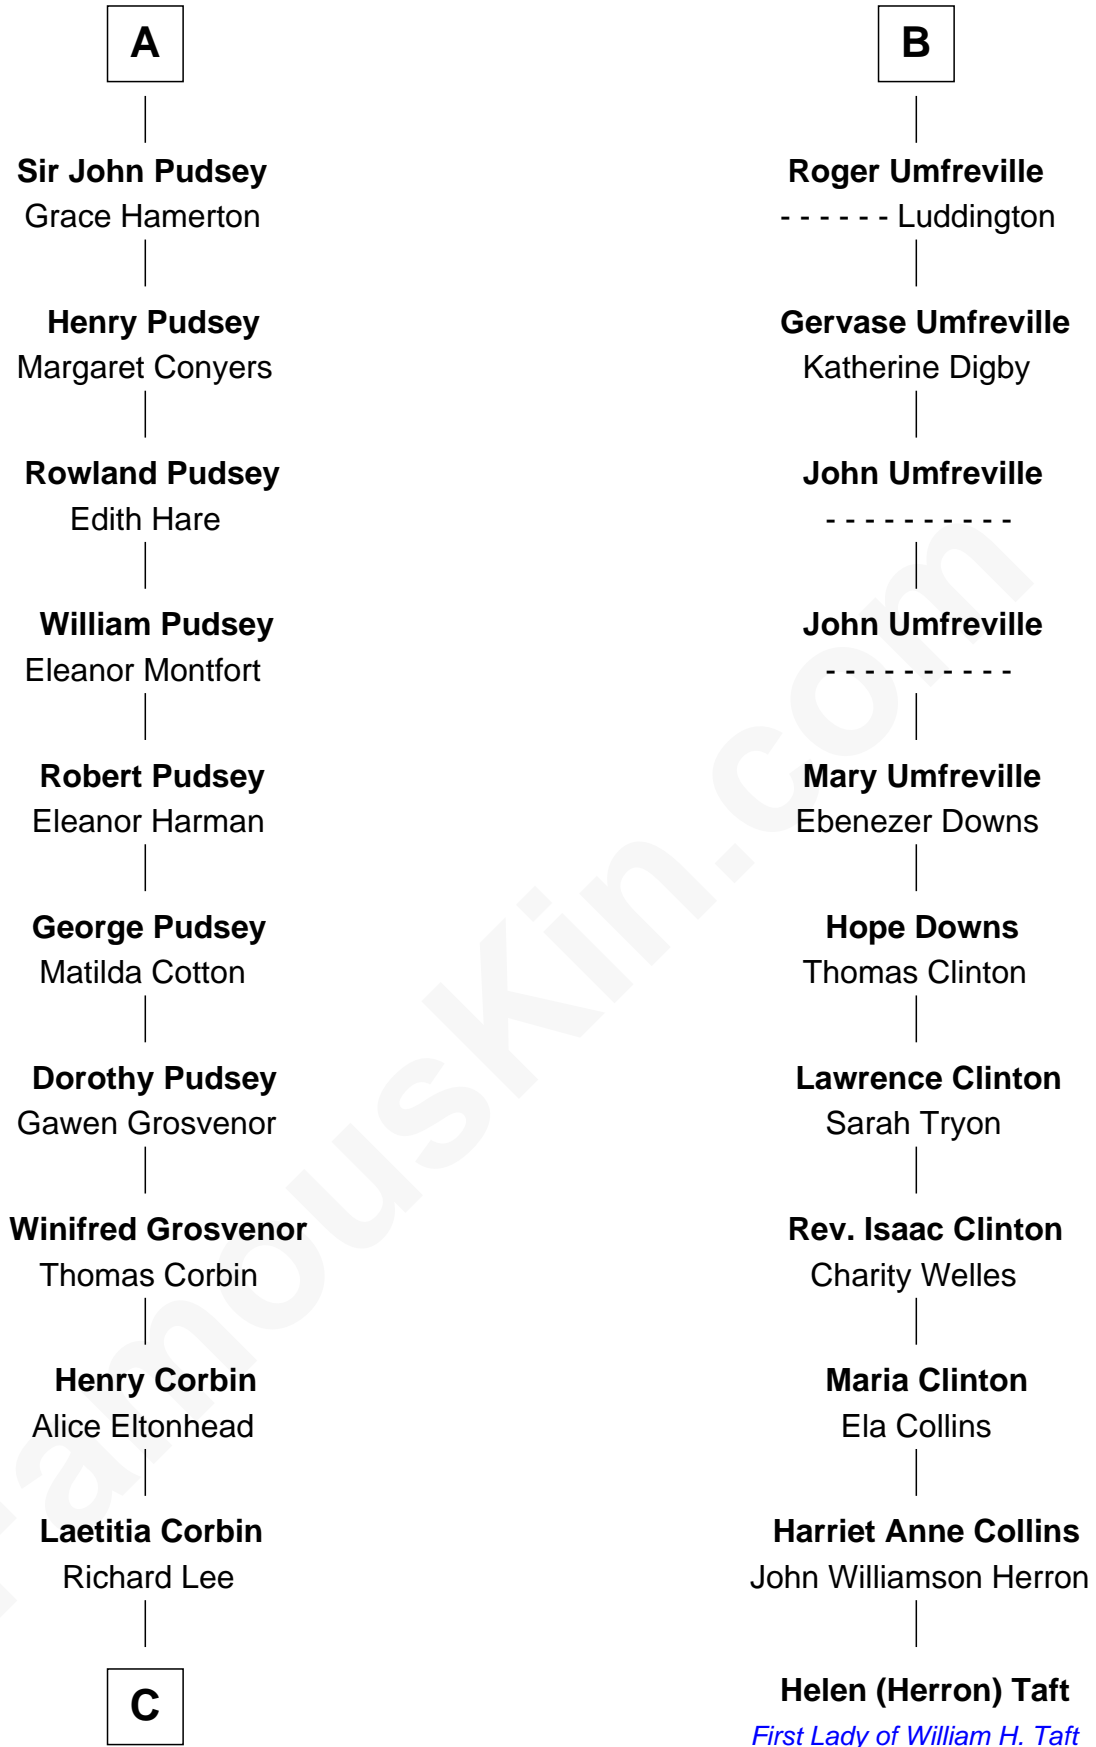 A
Sir John Pudsey
Grace Hamerton
Henry Pudsey
Margaret Conyers
Rowland Pudsey
Edith Hare
William Pudsey
Eleanor Montfort
Robert Pudsey
Eleanor Harman
George Pudsey
Matilda Cotton
Dorothy Pudsey
Gawen Grosvenor
Winifred Grosvenor
Thomas Corbin
Henry Corbin
Alice Eltonhead
Laetitia Corbin
Richard Lee
C
B
Roger Umfreville
- - - - - - Luddington
Gervase Umfreville
Katherine Digby
John Umfreville
- - - - - - - - - -
John Umfreville
- - - - - - - - - -
Mary Umfreville
Ebenezer Downs
Hope Downs
Thomas Clinton
Lawrence Clinton
Sarah Tryon
Rev. Isaac Clinton
Charity Welles
Maria Clinton
Ela Collins
Harriet Anne Collins
John Williamson Herron
Helen (Herron) Taft
First Lady of William H. Taft
FamousKin.com